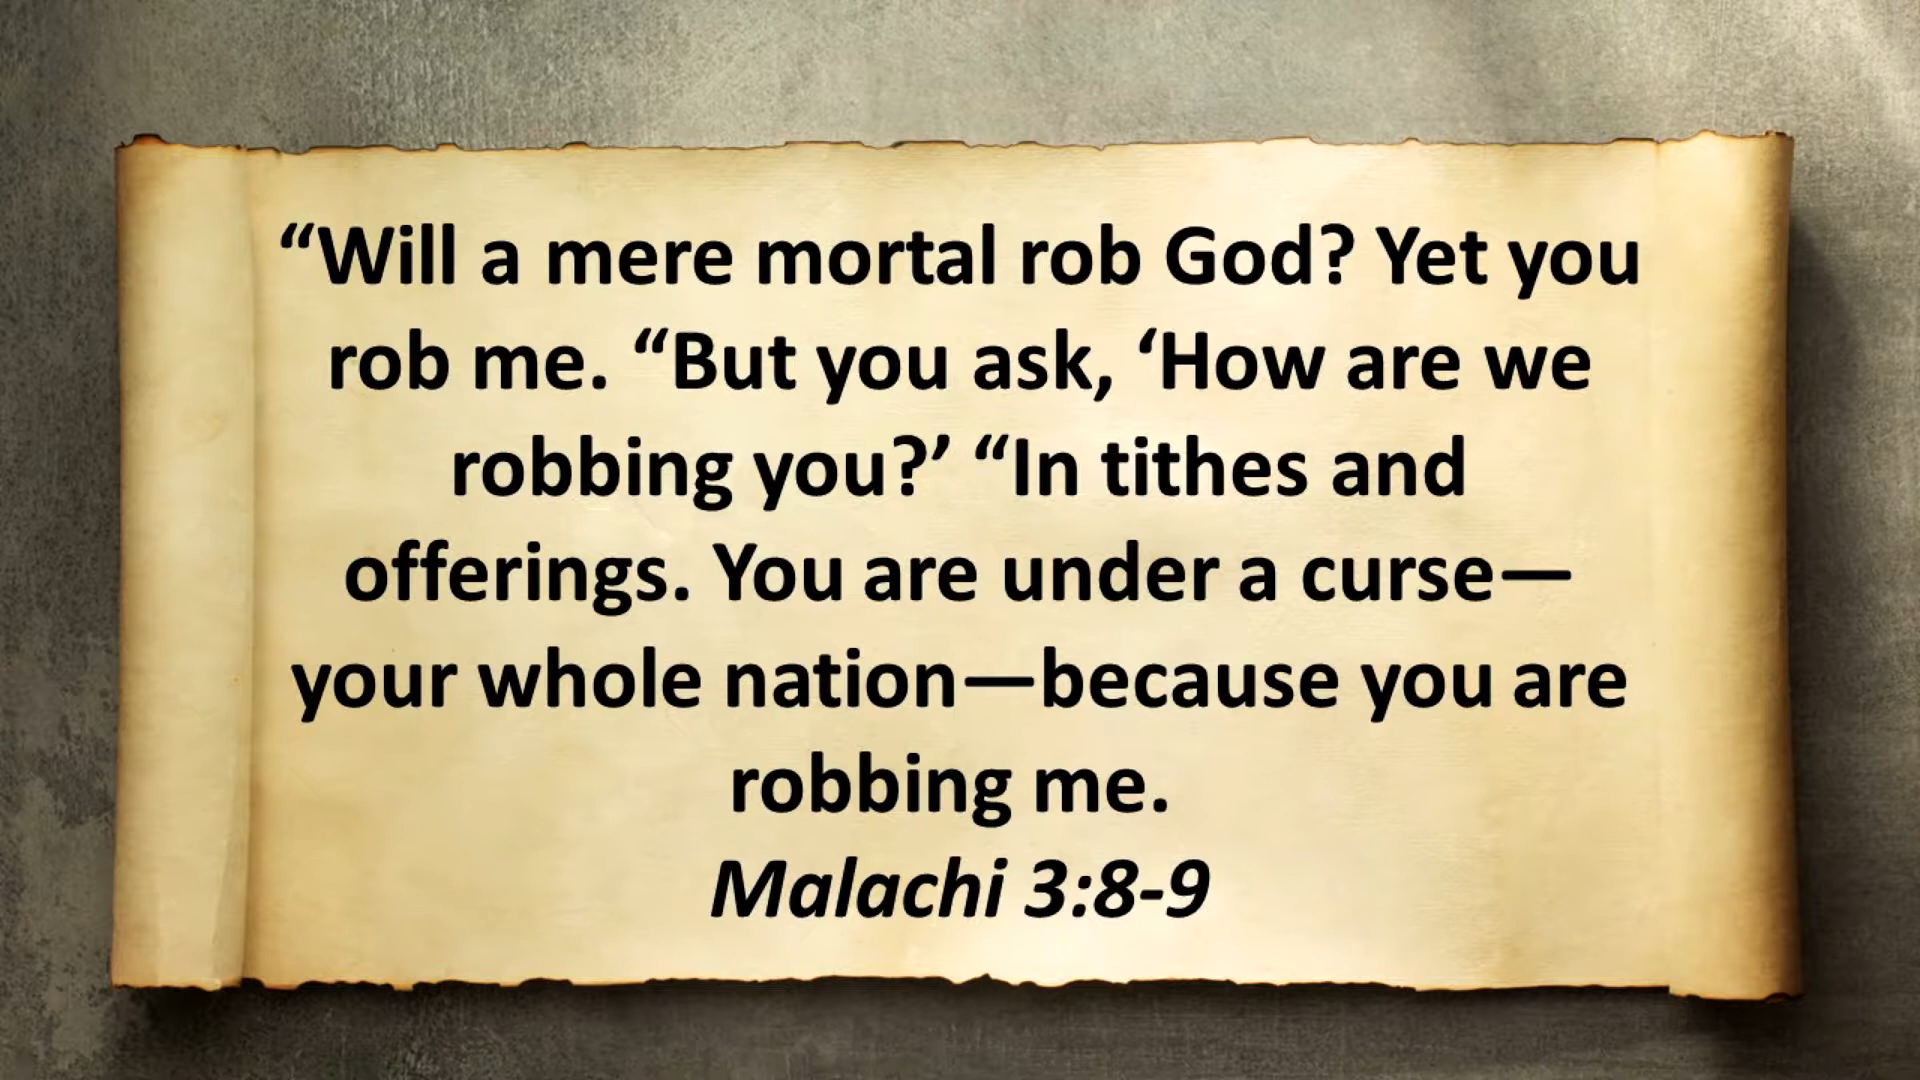 “Will a mere mortal rob God? Yet you
rob me. “But you ask, ‘How are we
robbing you?’ “In tithes and
offerings. You are under a curse—
your whole nation—because you are
robbing me.
Malachi 3:8-9